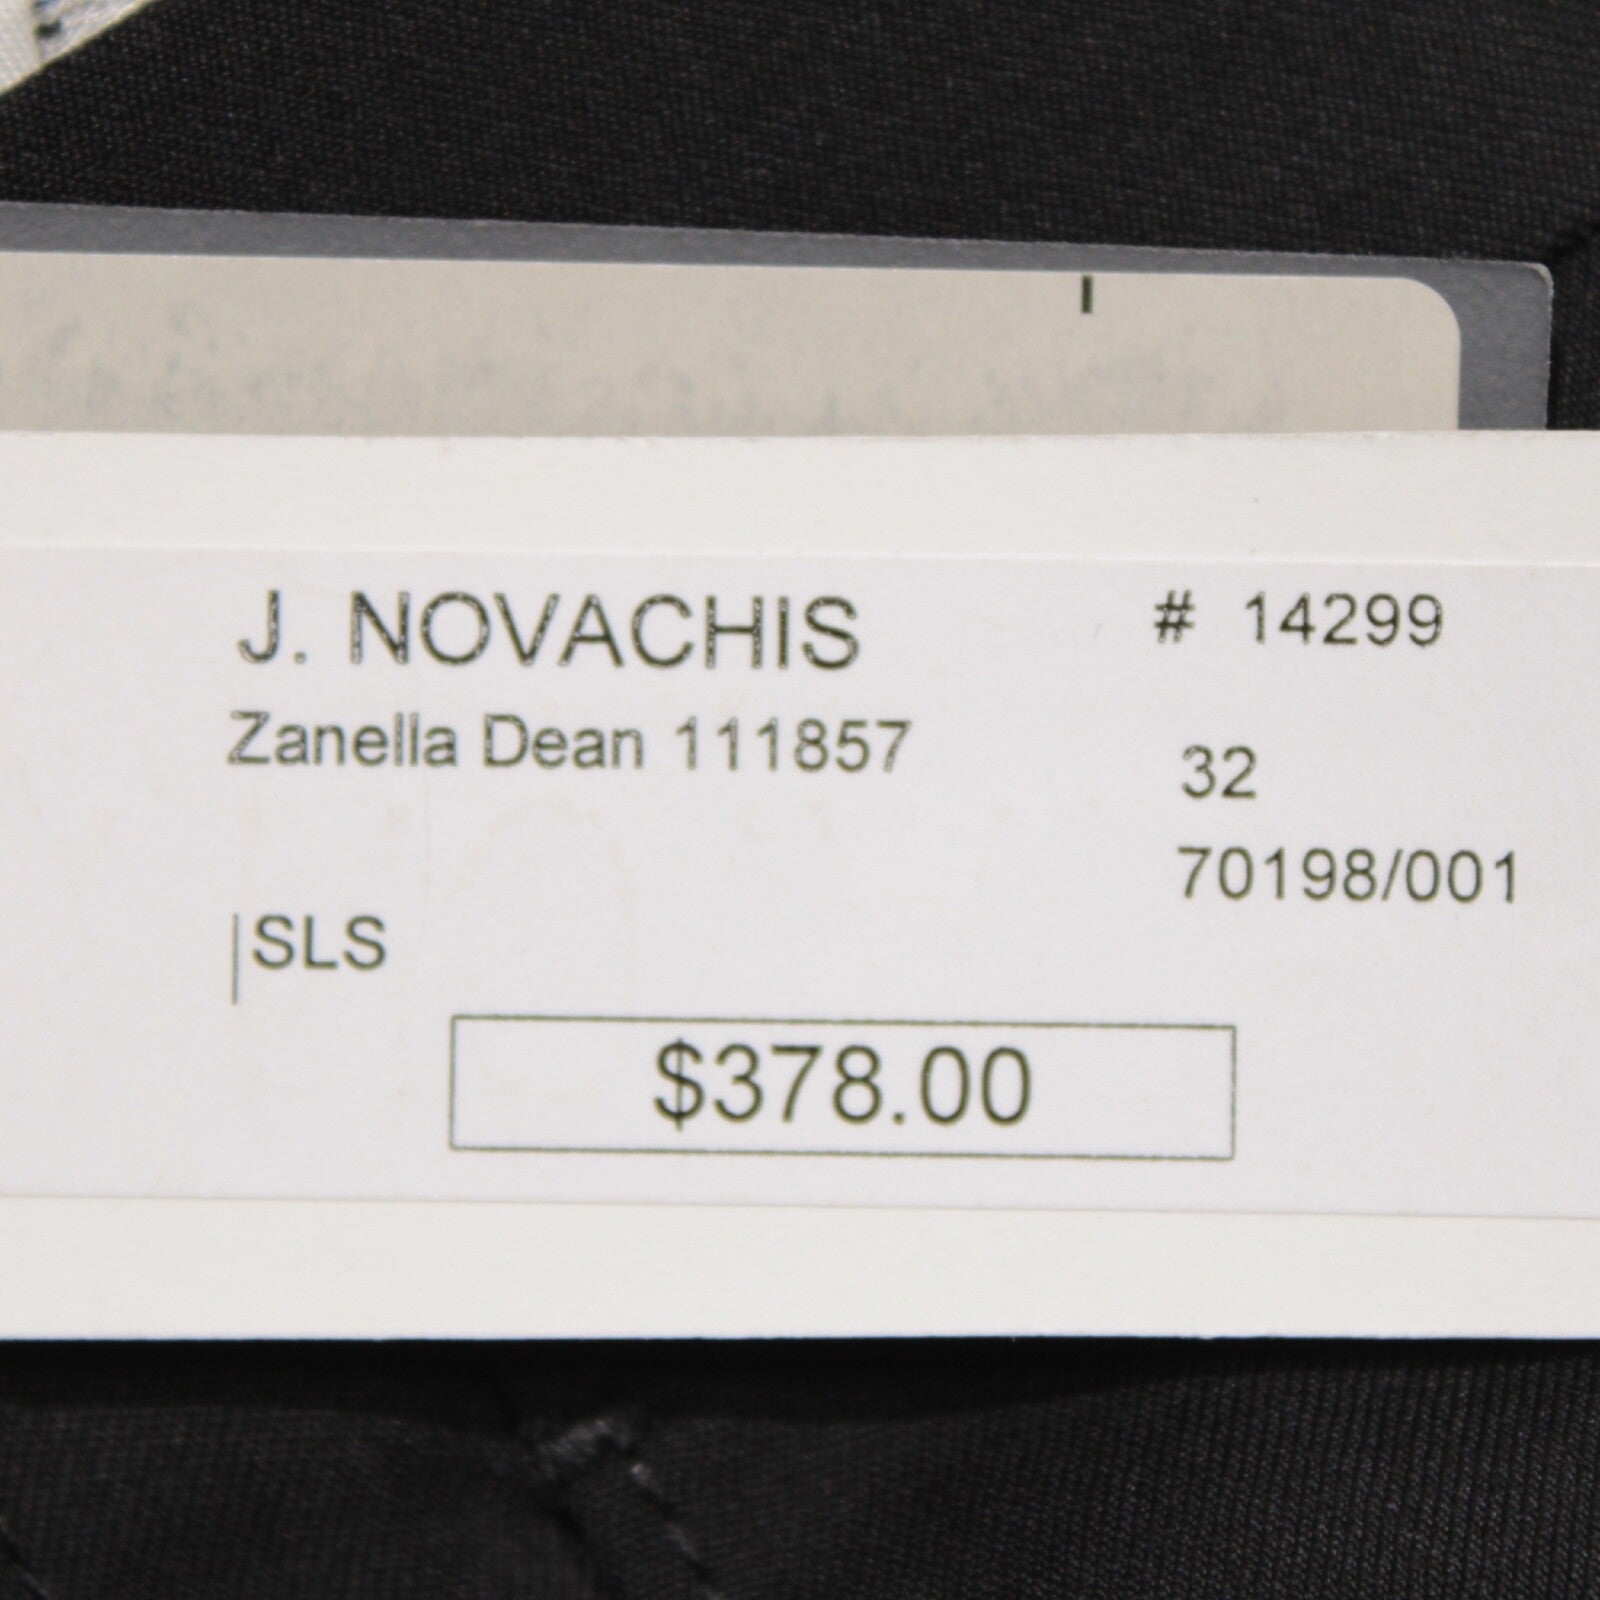 J. NOVACHIS # 14299
Zanella Dean 111857 32
70198/001
SLS
$378.00